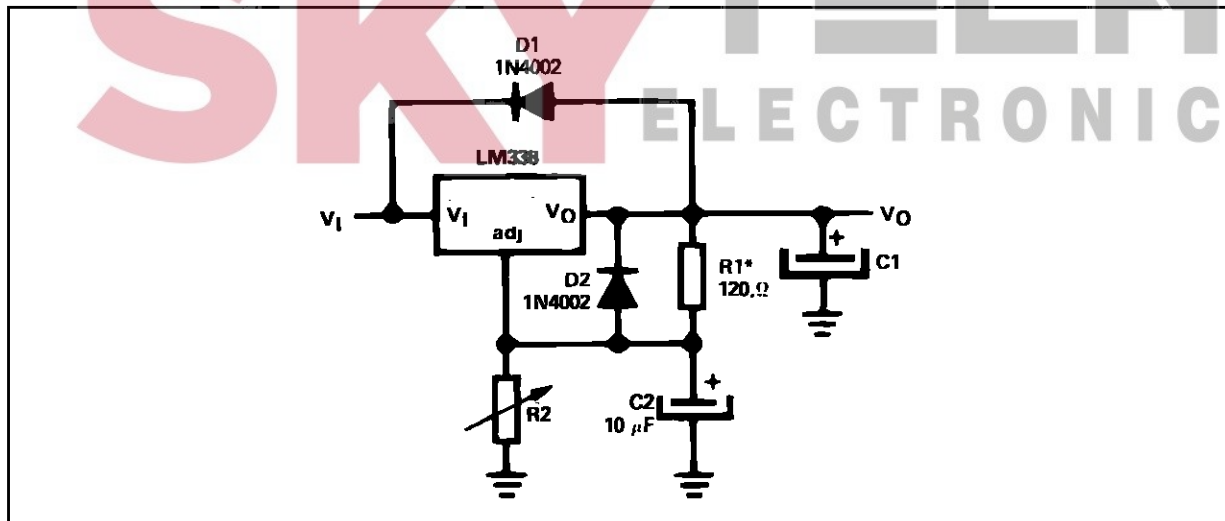 SKY
ELECTRONIC
D1
1N4002
LM338
VI
VI
VO
adj
VO
D2
1N4002
R1*
120.Ω
C1
R2
C2
10 μF